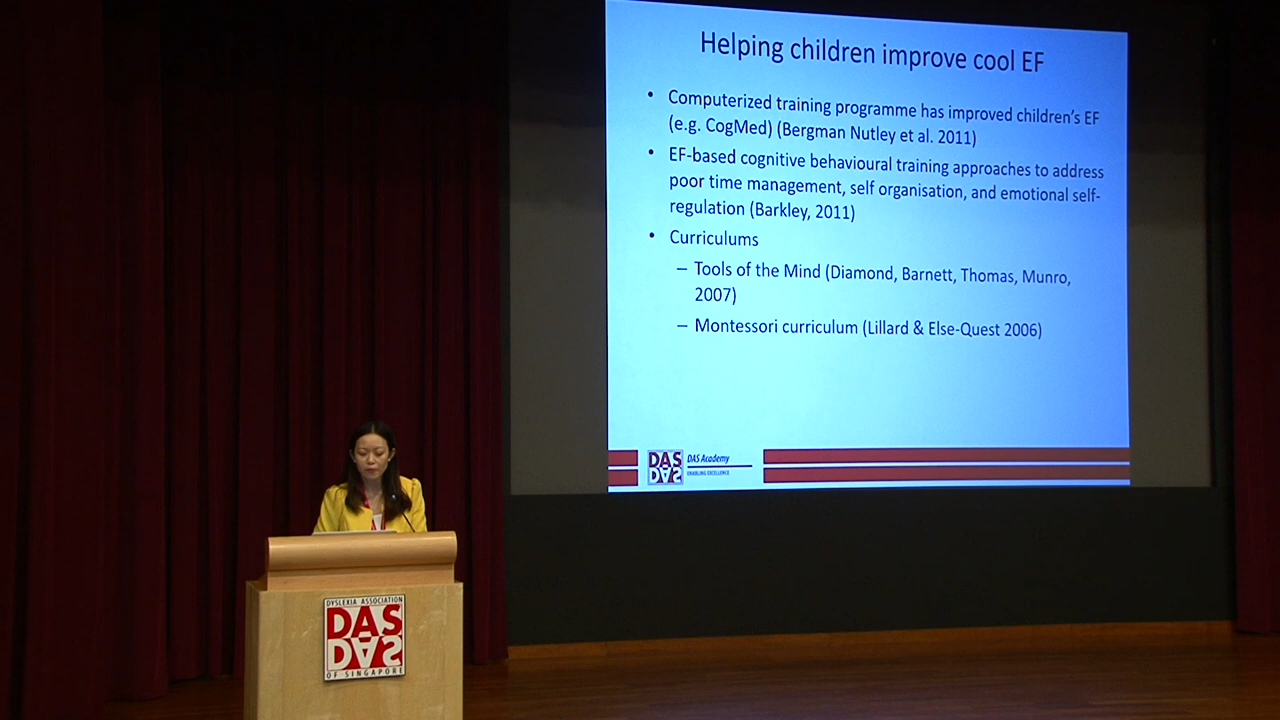 Helping children improve cool EF
• Computerized training programme has improved children's EF
(e.g. CogMed) (Bergman Nutley et al. 2011)
• EF-based cognitive behavioural training approaches to address
poor time management, self organisation, and emotional self-
regulation (Barkley, 2011)
• Curriculums
– Tools of the Mind (Diamond, Barnett, Thomas, Munro,
2007)
– Montessori curriculum (Lillard & Else-Quest 2006)
DAS
DAS
DAS Academy
ENABLING EXCELLENCE
DYSLEXIA ASSOCIATION
DAS
DAS
OF SINGAPORE